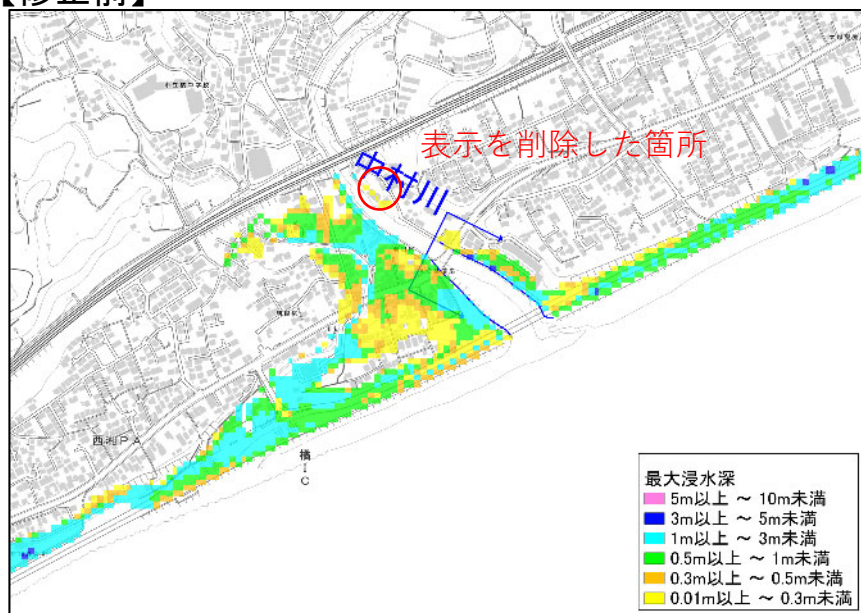 【修正前】
表示を削除した箇所
中村川
西湘PA
橘IC
最大浸水深
5m以上 ～ 10m未満
3m以上 ～ 5m未満
1m以上 ～ 3m未満
0.5m以上 ～ 1m未満
0.3m以上 ～ 0.5m未満
0.01m以上 ～ 0.3m未満